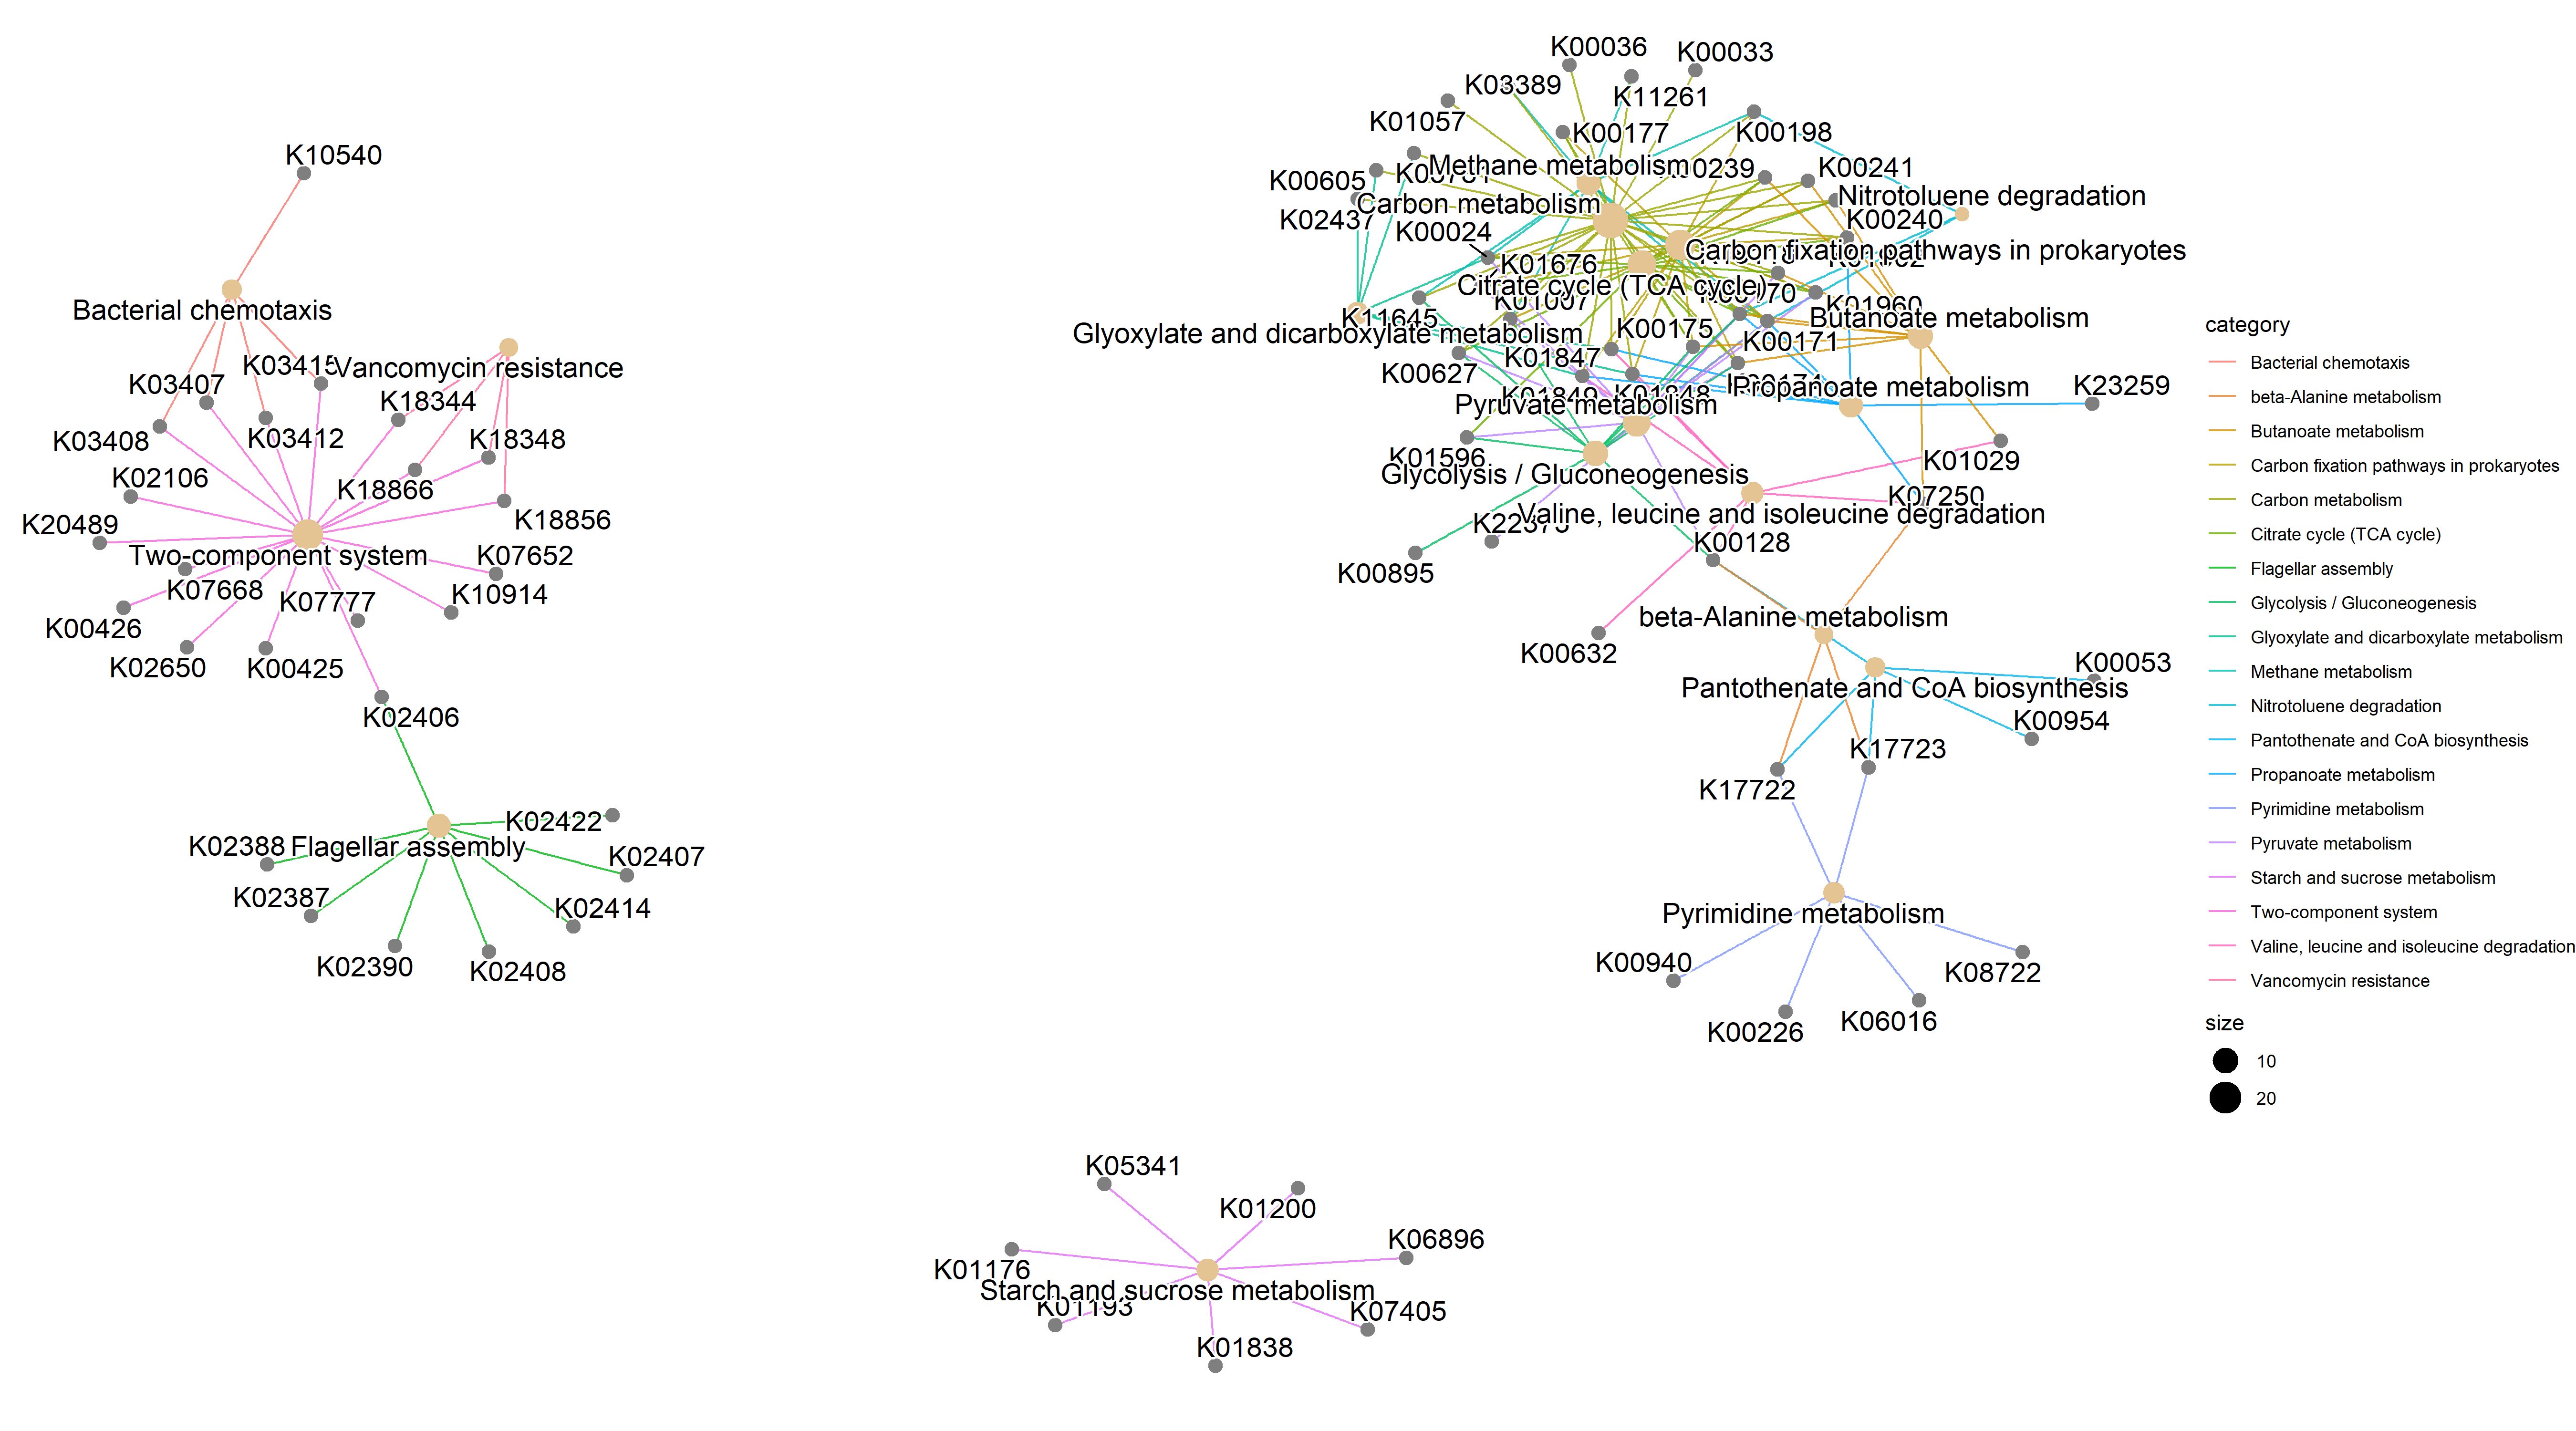 K10540
Bacterial chemotaxis
K03415
Vancomycin resistance
K03407
K18344
K03408
K03412
K18348
K02106
K18866
K20489
K18856
Two-component system
K07652
K07668
K07777
K10914
K00426
K02650
K00425
K02406
K02422
K02388
Flagellar assembly
K02407
K02387
K02414
K02390
K02408
K00036
K00033
K03389
K11261
K01057
K00177
K00198
Methane metabolism
K00241
K00605
Nitrotoluene degradation
Carbon metabolism
K02437
K00240
K00024
Carbon fixation pathways in prokaryotes
K01676
Citrate cycle (TCA cycle)
K01960
K11645
Butanoate metabolism
Glyoxylate and dicarboxylate metabolism
K00175
K00171
K01847
K00627
Propanoate metabolism
K23259
Pyruvate metabolism
K01596
K01029
Glycolysis / Gluconeogenesis
K07250
Valine, leucine and isoleucine degradation
K00128
K00895
beta-Alanine metabolism
K00632
K00053
Pantothenate and CoA biosynthesis
K00954
K17723
K17722
Pyrimidine metabolism
K00940
K08722
K00226
K06016
K05341
K01200
K06896
K01176
Starch and sucrose metabolism
K01193
K07405
K01838
category
Bacterial chemotaxis
beta-Alanine metabolism
Butanoate metabolism
Carbon fixation pathways in prokaryotes
Carbon metabolism
Citrate cycle (TCA cycle)
Flagellar assembly
Glycolysis / Gluconeogenesis
Glyoxylate and dicarboxylate metabolism
Methane metabolism
Nitrotoluene degradation
Pantothenate and CoA biosynthesis
Propanoate metabolism
Pyrimidine metabolism
Pyruvate metabolism
Starch and sucrose metabolism
Two-component system
Valine, leucine and isoleucine degradation
Vancomycin resistance
size
10
20